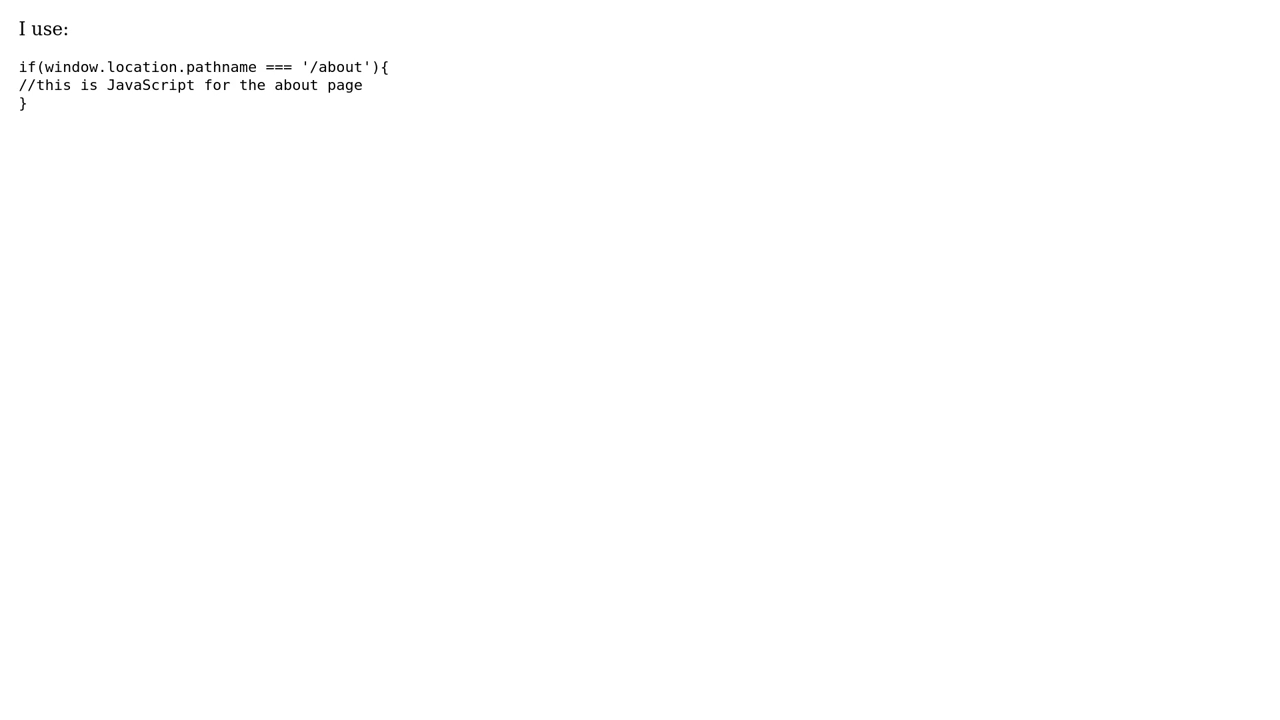 I use:
if(window.location.pathname === '/about'){
//this is JavaScript for the about page
}